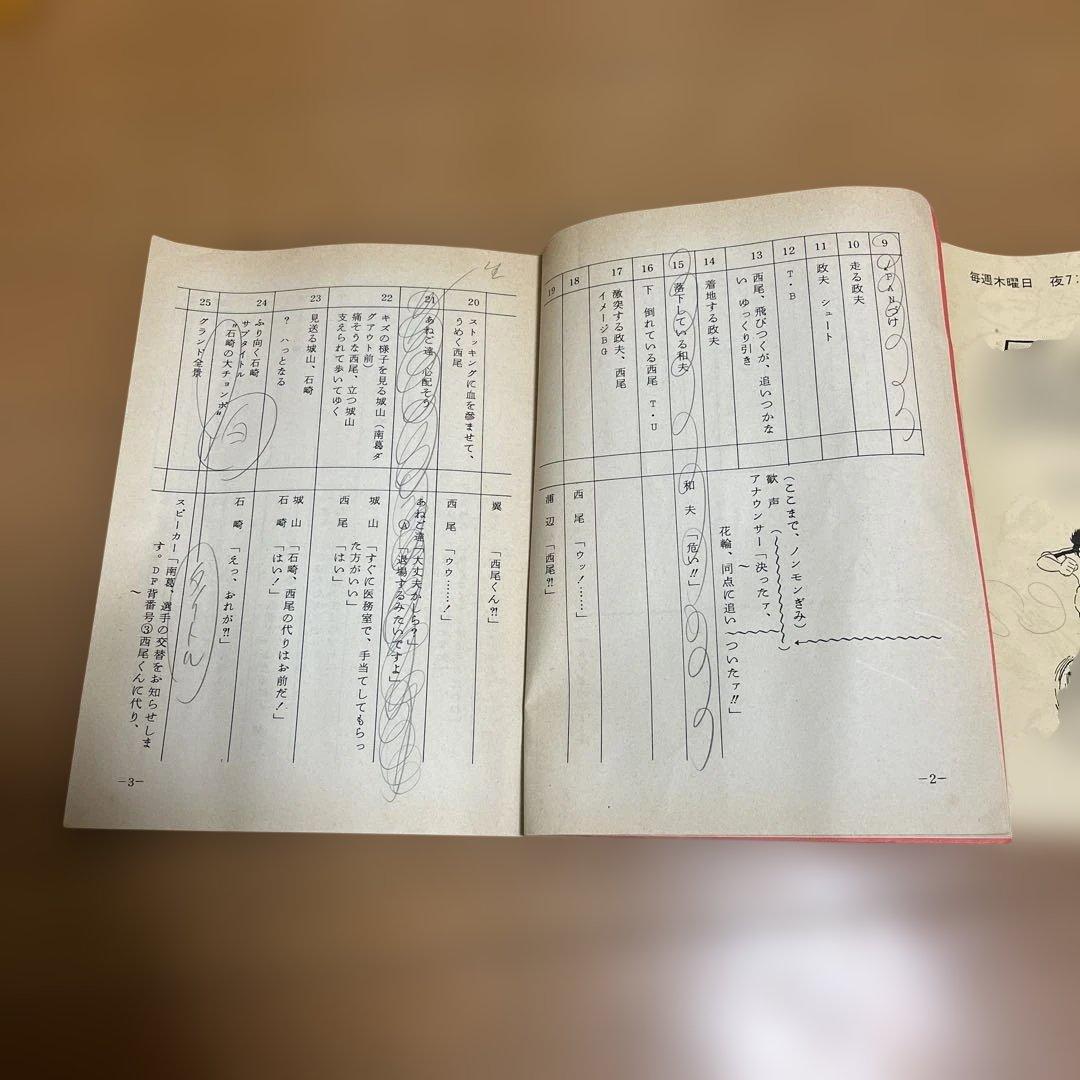 毎週木曜日 夜7:
9
PAN
づけ
10
走る政夫
11
政夫 シュート
12
T・B
13
西尾、飛びつくが、追いつかな
い ゆっくり引き
14
着地する政夫
15
落下している和夫
16
下 倒れている西尾 T・U
17
激突する政夫、西尾
イメージBG
18
19
(ここまで、ノンモンぎみ)
歓声(〜〜〜)
アナウンサー「決ったァ、
〜
花輪、同点に追い〜〜ついたァ!!」
和夫「危い!!」
西尾「ウッ!……」
浦辺「西尾?!」
―2―
20
ストッキングに血を滲ませて、
うめく西尾
21
あねご達 心配そう
22
キズの様子を見る城山(南葛ダ
グアウト前)
痛そうな西尾、立つ城山
支えられて歩いてゆく
23
見送る城山、石崎
? ハッとなる
24
ふり向く石崎
サブタイトル
"石崎の大チョンボ"
25
グランド全景
翼「西尾くん?!」
西尾「ウウ……!」
あねご達「大丈夫かしら?」
Ⓐ「退場するみたいですよ」
城山「すぐに医務室で、手当てしてもらっ
た方がいい」
西尾「はい」
城山「石崎、西尾の代りはお前だ!」
石崎「はい!」
石崎「えっ、おれが?!」
タイトル
スピーカー「南葛、選手の交替をお知らせしま
す。DF背番号③西尾くんに代り、
〜
―3―